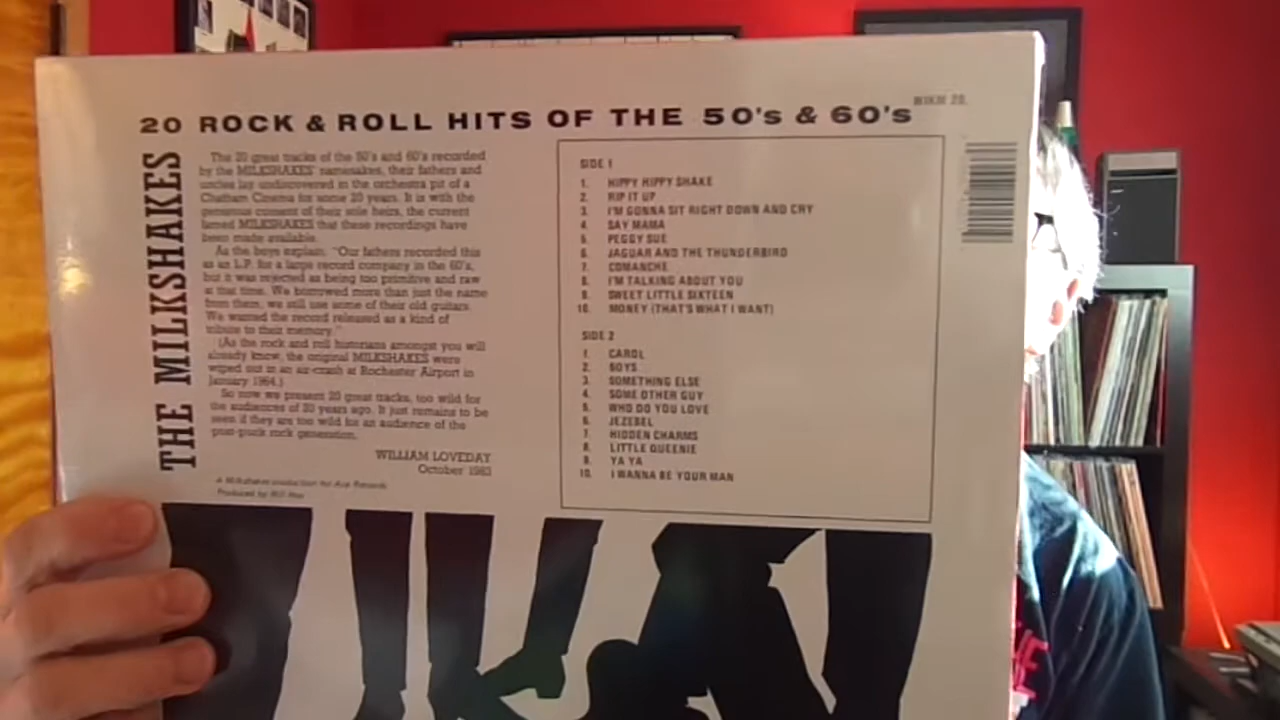 20 ROCK & ROLL HITS OF THE 50's & 60's
WIKM 20
THE MILKSHAKES
The 20 great tracks of the 50's and 60's recorded
by the MILKSHAKES' namesakes, their fathers and
uncles lay undiscovered in the orchestra pit of a
Chatham Cinema for some 20 years. It is with the
generous consent of their sole heirs, the current
famed MILKSHAKES that these recordings have
been made available.
As the boys explain: "Our fathers recorded this
as an L.P. for a large record company in the 60's,
but it was rejected as being too primitive and raw
at that time. We borrowed more than just the name
from them, we still use some of their old guitars.
We wanted the record released as a kind of
tribute to their memory."
(As the rock and roll historians amongst you will
already know, the original MILKSHAKES were
wiped out in an air-crash at Rochester Airport in
January 1964.)
So now we present 20 great tracks, too wild for
the audiences of 20 years ago. It just remains to be
seen if they are too wild for an audience of the
post-punk rock generation.
WILLIAM LOVEDAY
October 1983
A Milkshakes production for Ace Records
Produced by
SIDE 1
1. HIPPY HIPPY SHAKE
2. RIP IT UP
3. I'M GONNA SIT RIGHT DOWN AND CRY
4. SAY MAMA
5. PEGGY SUE
6. JAGUAR AND THE THUNDERBIRD
7. COMANCHE
8. I'M TALKING ABOUT YOU
9. SWEET LITTLE SIXTEEN
10. MONEY (THAT'S WHAT I WANT)
SIDE 2
1. CAROL
2. BOYS
3. SOMETHING ELSE
4. SOME OTHER GUY
5. WHO DO YOU LOVE
6. JEZEBEL
7. HIDDEN CHARMS
8. LITTLE QUEENIE
9. YA YA
10. I WANNA BE YOUR MAN